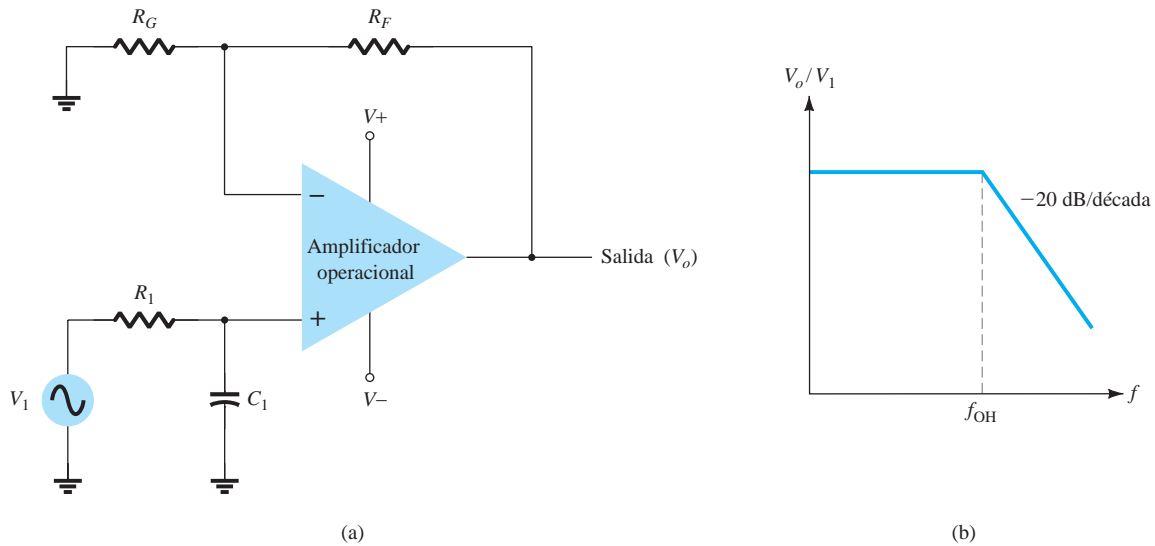 R_G
R_F
V+
−
Amplificador
operacional
Salida (V_o)
R_1
+
V_1
C_1
V−
(a)
V_o/V_1
−20 dB/década
f_OH
f
(b)